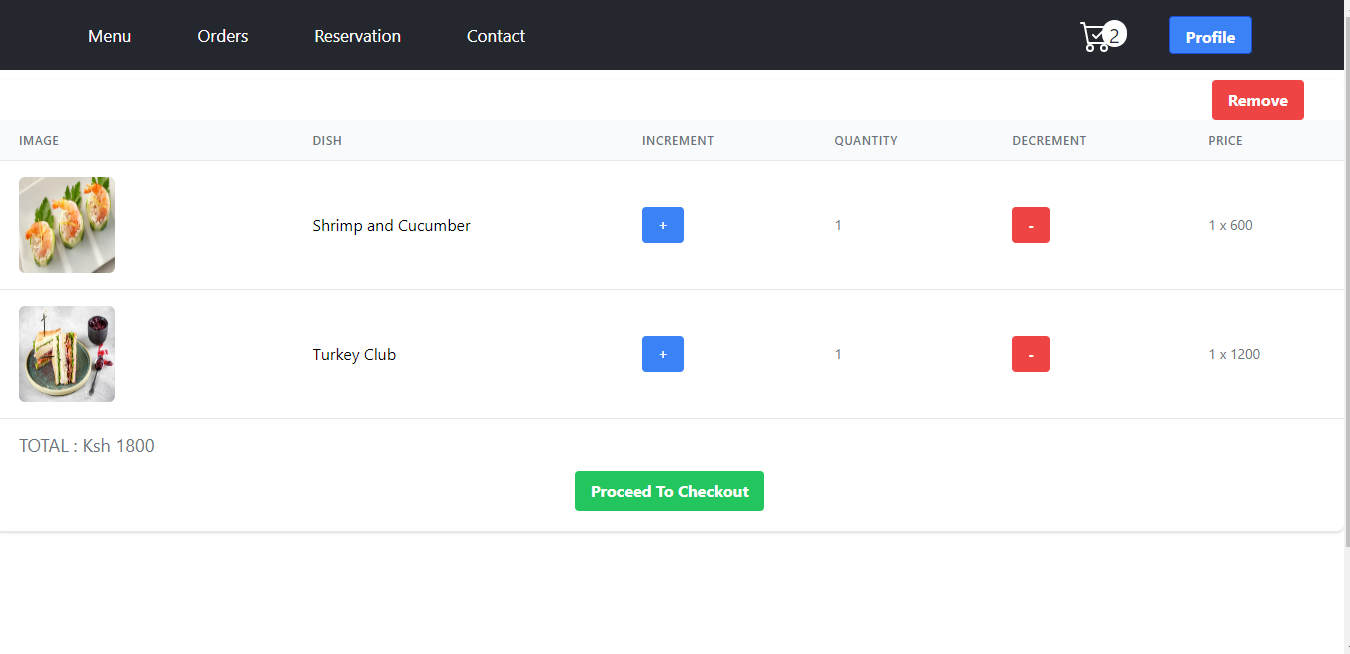 Menu Orders Reservation Contact 2 Profile
Remove
IMAGE DISH INCREMENT QUANTITY DECREMENT PRICE
Shrimp and Cucumber + 1 - 1 x 600
Turkey Club + 1 - 1 x 1200
TOTAL : Ksh 1800
Proceed To Checkout